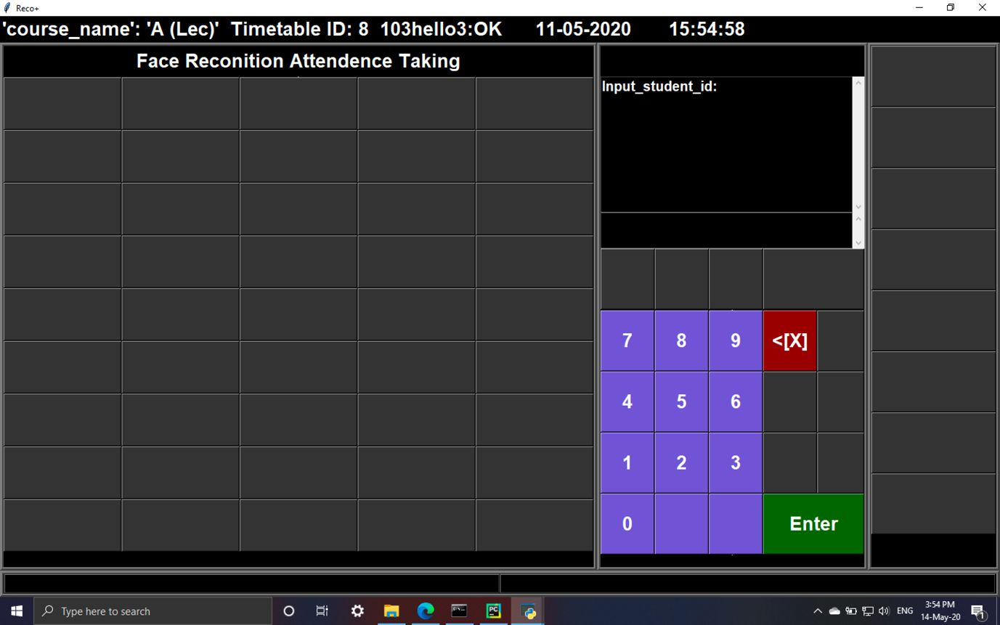 Reco+
'course_name': 'A (Lec)' Timetable ID: 8 103hello3:OK 11-05-2020 15:54:58
Face Reconition Attendence Taking
Input_student_id:
7 8 9 <[X]
4 5 6
1 2 3
0 Enter
Type here to search
ENG
3:54 PM
14-May-20
PC
1